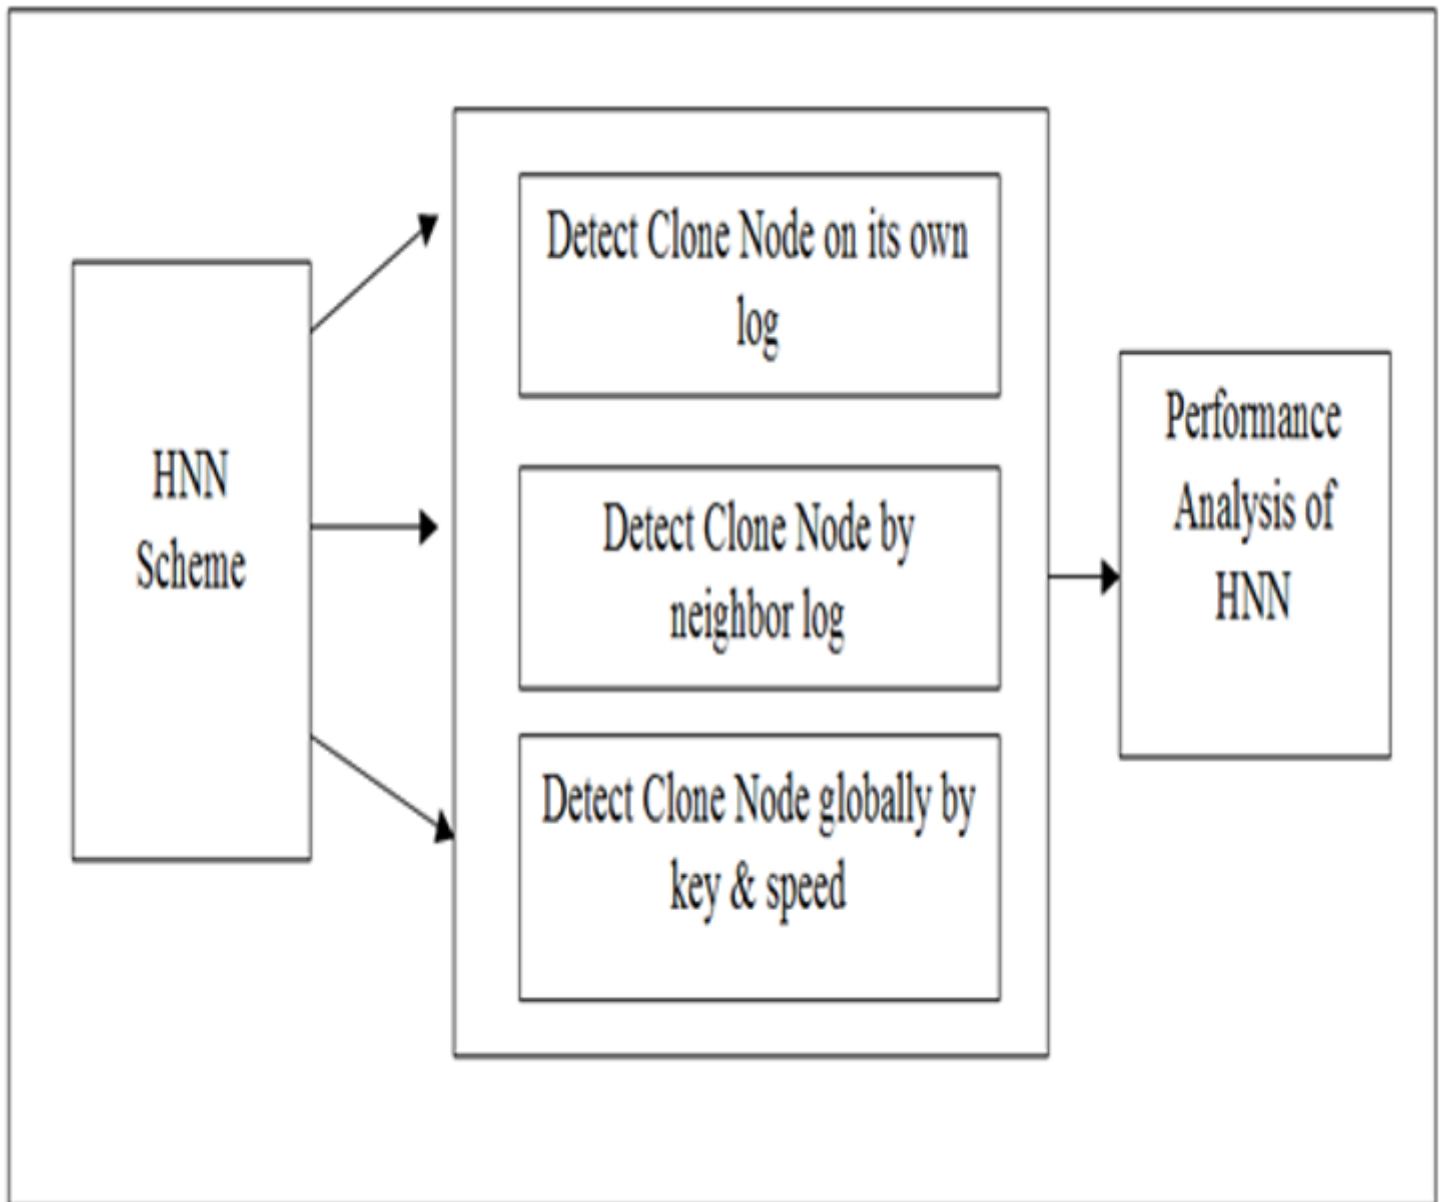 HNN
Scheme
Detect Clone Node on its own
log
Detect Clone Node by
neighbor log
Detect Clone Node globally by
key & speed
Performance
Analysis of
HNN